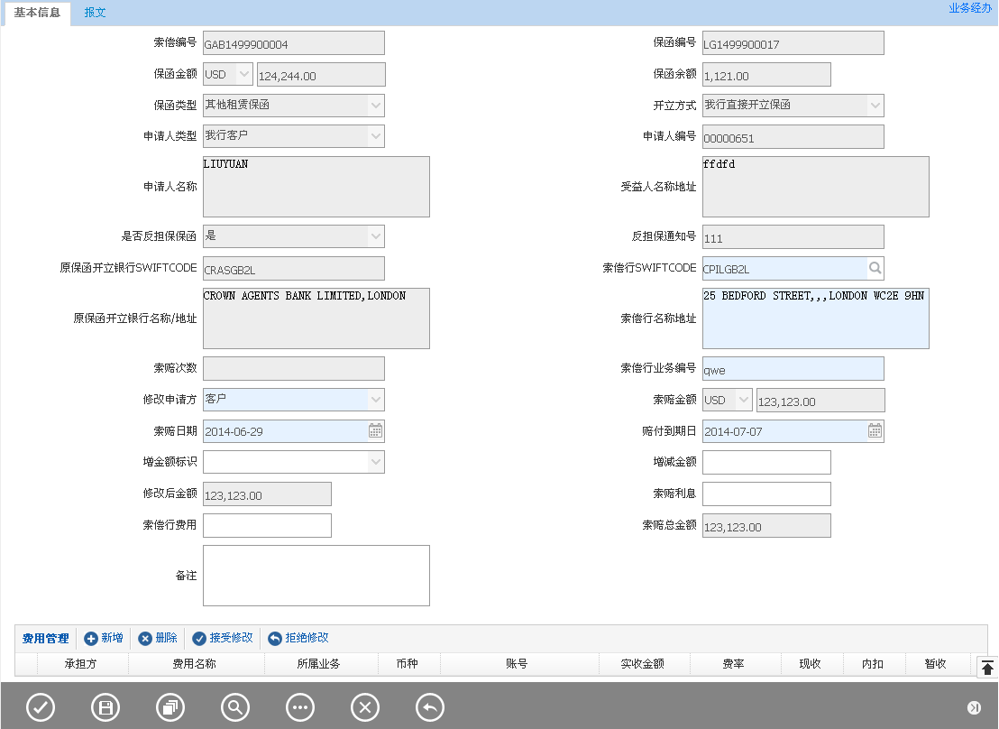 基本信息 报文 业务经办
索偿编号 GAB1499900004 保函编号 LG1499900017
保函金额 USD 124,244.00 保函余额 1,121.00
保函类型 其他租赁保函 开立方式 我行直接开立保函
申请人类型 我行客户 申请人编号 00000651
申请人名称 LIUYUAN 受益人名称地址 ffdfd
是否反担保保函 是 反担保通知号 111
原保函开立银行SWIFTCODE CRASGB2L 索偿行SWIFTCODE CPILGB2L
原保函开立银行名称/地址 CROWN AGENTS BANK LIMITED,LONDON 索偿行名称地址 25 BEDFORD STREET,,,LONDON WC2E 9HN
索赔次数 索偿行业务编号 qwe
修改申请方 客户 索赔金额 USD 123,123.00
索赔日期 2014-06-29 赔付到期日 2014-07-07
增金额标识 增减金额
修改后金额 123,123.00 索赔利息
索偿行费用 索赔总金额 123,123.00
备注
费用管理 新增 删除 接受修改 拒绝修改
承担方 费用名称 所属业务 币种 账号 实收金额 费率 现收 内扣 暂收